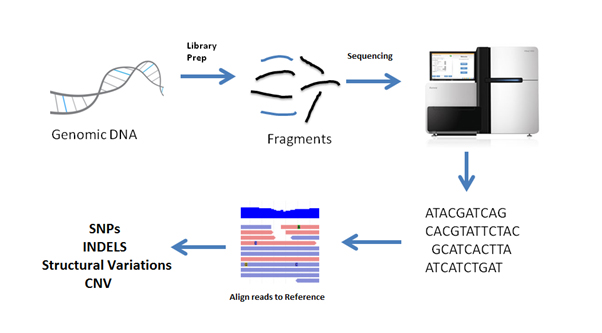 Library
Prep
Sequencing
Genomic DNA
Fragments
ATACGATCAG
CACGTATTCTAC
GCATCACTTA
ATCATCTGAT
Align reads to Reference
SNPs
INDELS
Structural Variations
CNV